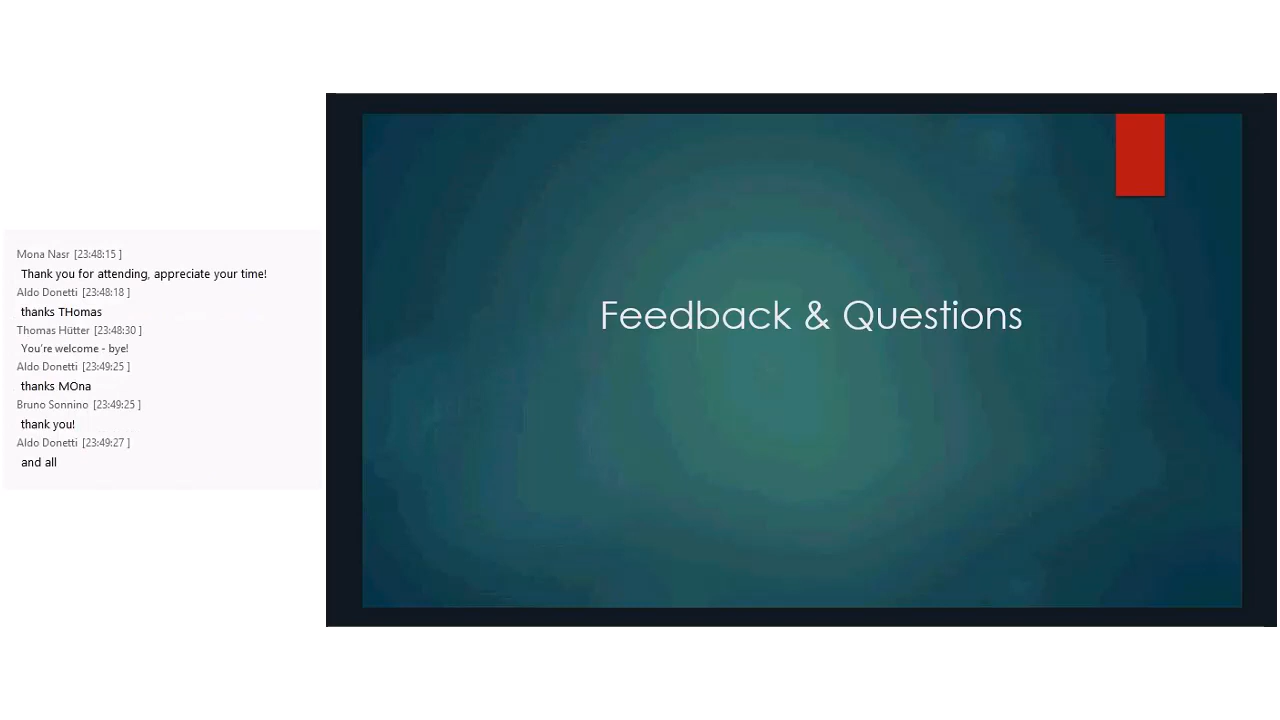 Mona Nasr [23:48:15 ]
Thank you for attending, appreciate your time!
Aldo Donetti [23:48:18 ]
thanks THomas
Thomas Hütter [23:48:30 ]
You're welcome - bye!
Aldo Donetti [23:49:25 ]
thanks MOna
Bruno Sonnino [23:49:25 ]
thank you!
Aldo Donetti [23:49:27 ]
and all
Feedback & Questions